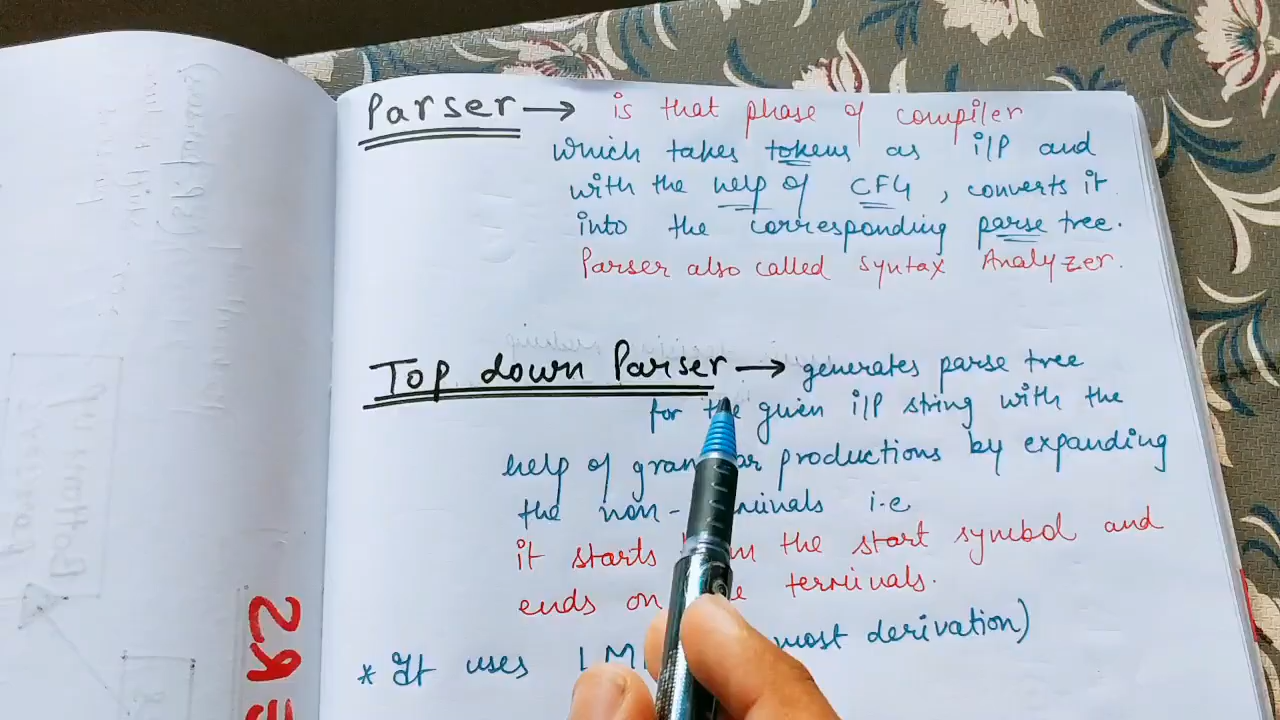 Parser → is that phase of compiler
which takes tokens as i/P and
with the help of CFG, converts it
into the corresponding parse tree.
Parser also called syntax Analyzer.
Top down Parser → generates parse tree
for the given i/P string with the
help of productions by expanding
the non- i.e
it starts the start symbol and
ends on terminals.
* It uses most derivation)